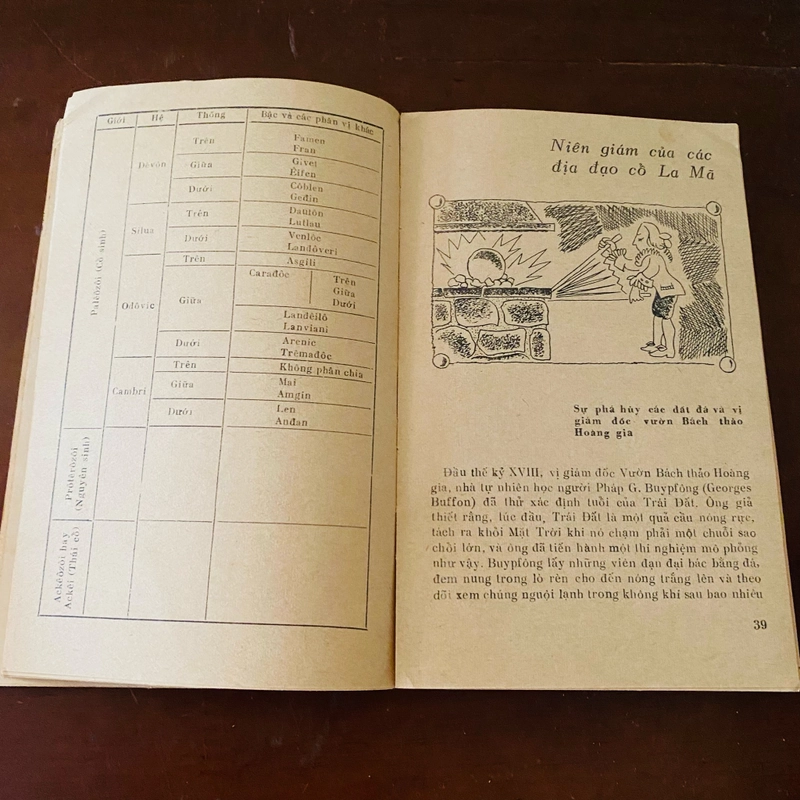 Giới Hệ Thống Bậc và các phân vị khác
Palêôzôi (Cổ sinh)
Đêvôn
Trên
Famen
Fran
Giữa
Givet
Eifen
Dưới
Côblen
Geđin
Silua
Trên
Dautôn
Lutlau
Dưới
Venlôc
Landôveri
Ođôvic
Trên
Asgili
Giữa
Carađôc
Trên
Giữa
Dưới
Landêilô
Lanviani
Dưới
Arenic
Trêmađôc
Cambri
Trên
Không phân chia
Giữa
Mai
Amgin
Dưới
Len
Anđan
Prôtêrôzôi
(Nguyên sinh)
Ackêôzôi hay
Ackêi (Thái cổ)
Niên giám của các
địa đạo cổ La Mã
Sự phá hủy các đất đá và vị
giám đốc vườn Bách thảo
Hoàng gia
Đầu thế kỷ XVIII, vị giám đốc Vườn Bách thảo Hoàng
gia, nhà tự nhiên học người Pháp G. Buypfông (Georges
Buffon) đã thử xác định tuổi của Trái Đất. Ông giả
thiết rằng, lúc đầu, Trái Đất là một quả cầu nóng rực,
tách ra khỏi Mặt Trời khi nó chạm phải một chuỗi sao
chổi lớn, và ông đã tiến hành một thí nghiệm mô phỏng
như vậy. Buypfông lấy những viên đạn đại bác bằng đá,
đem nung trong lò rèn cho đến nóng trắng lên và theo
dõi xem chúng nguội lạnh trong không khí sau bao nhiêu
39